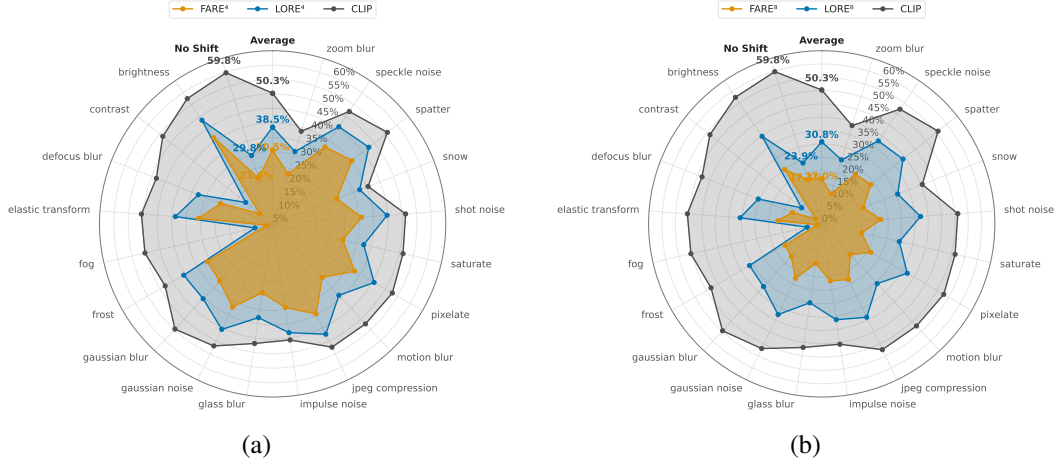 FARE⁴ LORE⁴ CLIP
Average
No Shift
zoom blur
59.8%
brightness
speckle noise
60%
55%
50.3%
50%
contrast
spatter
45%
40%
38.5%
35%
defocus blur
29.8%
30%
snow
25%
20%
15%
elastic transform
10%
shot noise
5%
fog
saturate
frost
pixelate
gaussian blur
motion blur
gaussian noise
jpeg compression
glass blur
impulse noise
(a)
FARE⁸ LORE⁸ CLIP
Average
No Shift
zoom blur
59.8%
brightness
speckle noise
60%
55%
50.3%
50%
contrast
45%
spatter
40%
35%
30.8%
30%
defocus blur
23.9%
25%
snow
20%
15%
10%
elastic transform
5%
shot noise
0%
fog
saturate
frost
pixelate
gaussian blur
motion blur
gaussian noise
jpeg compression
glass blur
impulse noise
(b)